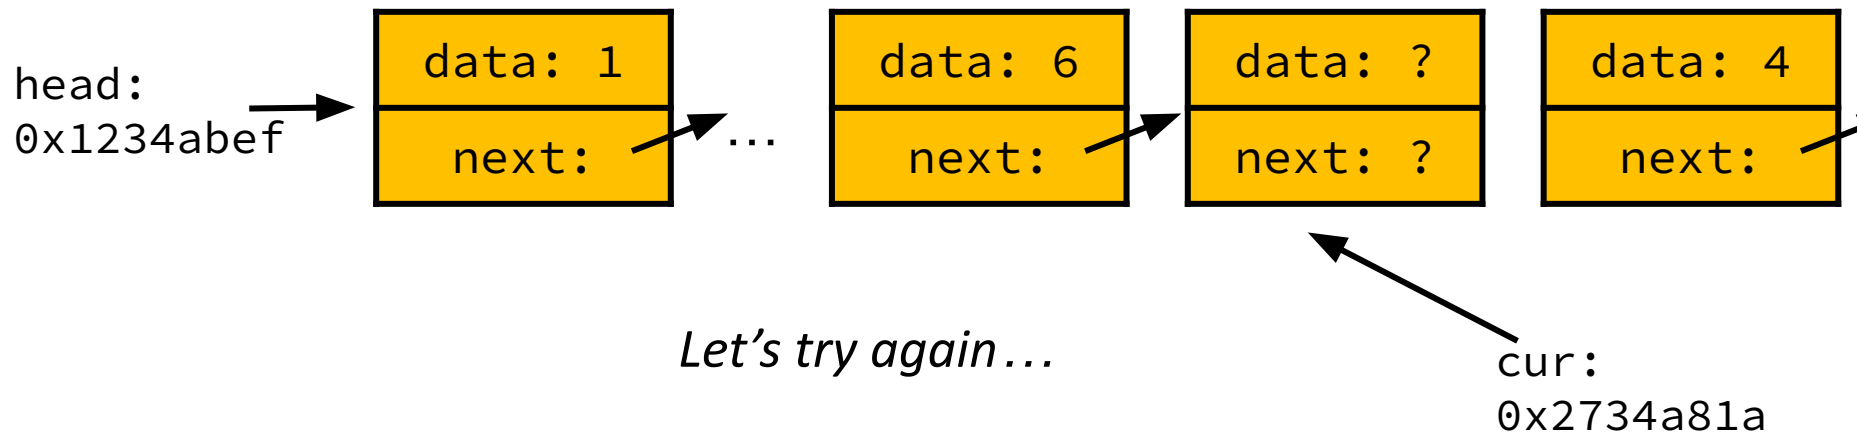 head:
0x1234abef
data: 1
next:
...
data: 6
next:
data: ?
next: ?
data: 4
next:
Let’s try again...
cur:
0x2734a81a